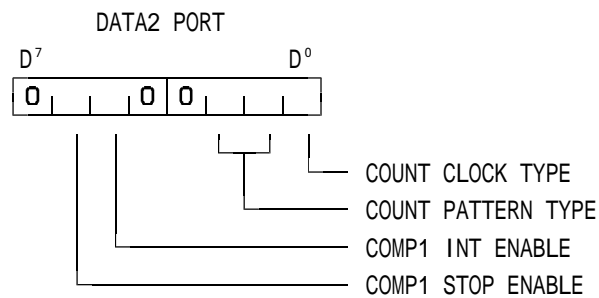 DATA2 PORT
D⁷ D⁰
0 0 0
COUNT CLOCK TYPE
COUNT PATTERN TYPE
COMP1 INT ENABLE
COMP1 STOP ENABLE